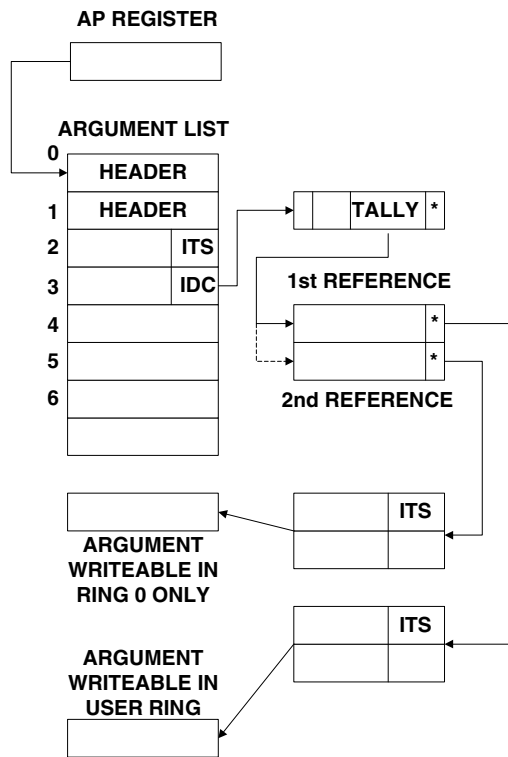 AP REGISTER
ARGUMENT LIST
0
HEADER
1
HEADER
TALLY *
2
ITS
3
IDC
1st REFERENCE
4
*
5
*
6
2nd REFERENCE
ITS
ARGUMENT
WRITEABLE IN
RING 0 ONLY
ITS
ARGUMENT
WRITEABLE IN
USER RING